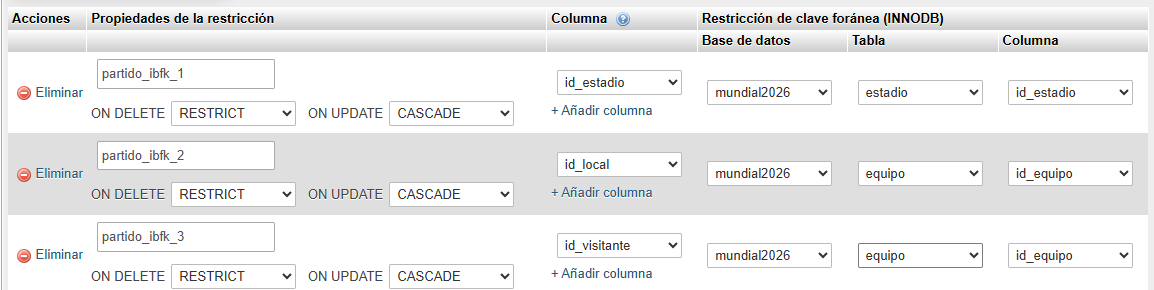 Acciones Propiedades de la restricción Columna Restricción de clave foránea (INNODB)
Base de datos Tabla Columna
partido_ibfk_1
Eliminar id_estadio mundial2026 estadio id_estadio
ON DELETE RESTRICT ON UPDATE CASCADE + Añadir columna
partido_ibfk_2
Eliminar id_local mundial2026 equipo id_equipo
ON DELETE RESTRICT ON UPDATE CASCADE + Añadir columna
partido_ibfk_3
Eliminar id_visitante mundial2026 equipo id_equipo
ON DELETE RESTRICT ON UPDATE CASCADE + Añadir columna